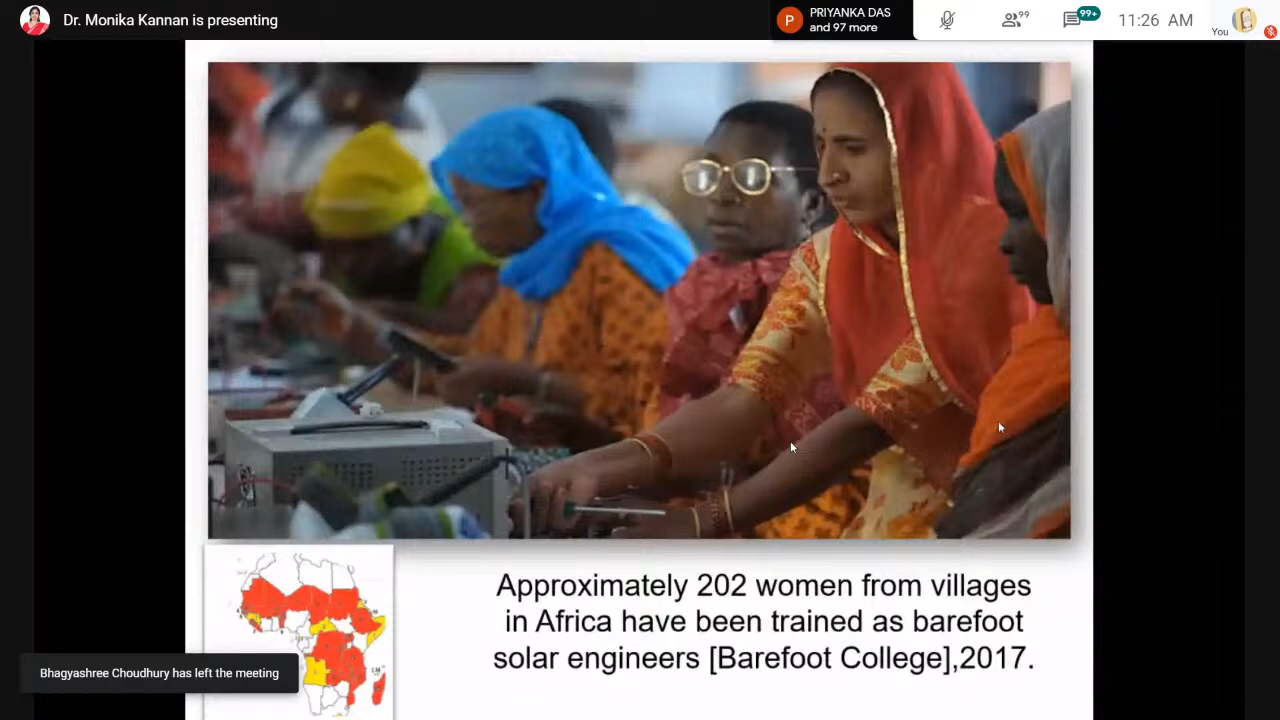 Dr. Monika Kannan is presenting
P
PRIYANKA DAS
and 97 more
99
99+
11:26 AM
You
Approximately 202 women from villages
in Africa have been trained as barefoot
solar engineers [Barefoot College],2017.
Bhagyashree Choudhury has left the meeting